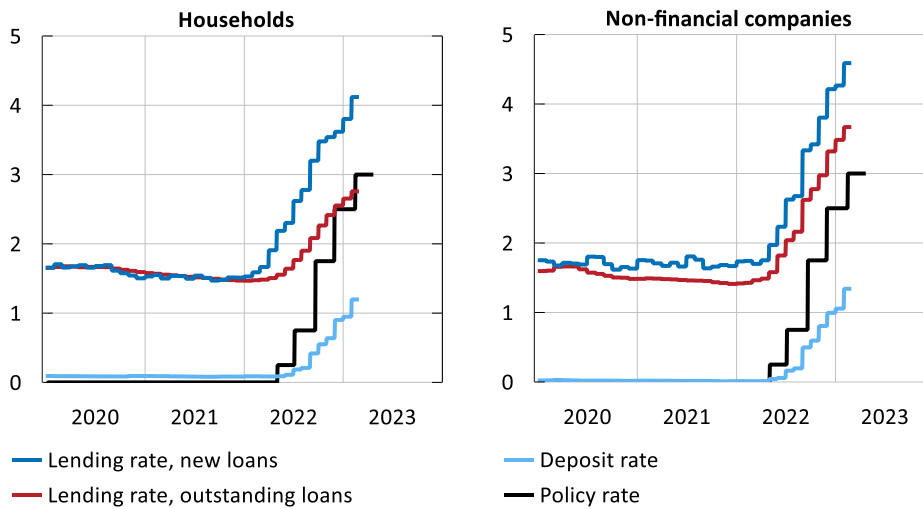 Households
5
4
3
2
1
0
2020 2021 2022 2023
Non-financial companies
5
4
3
2
1
0
2020 2021 2022 2023
Lending rate, new loans
Lending rate, outstanding loans
Deposit rate
Policy rate